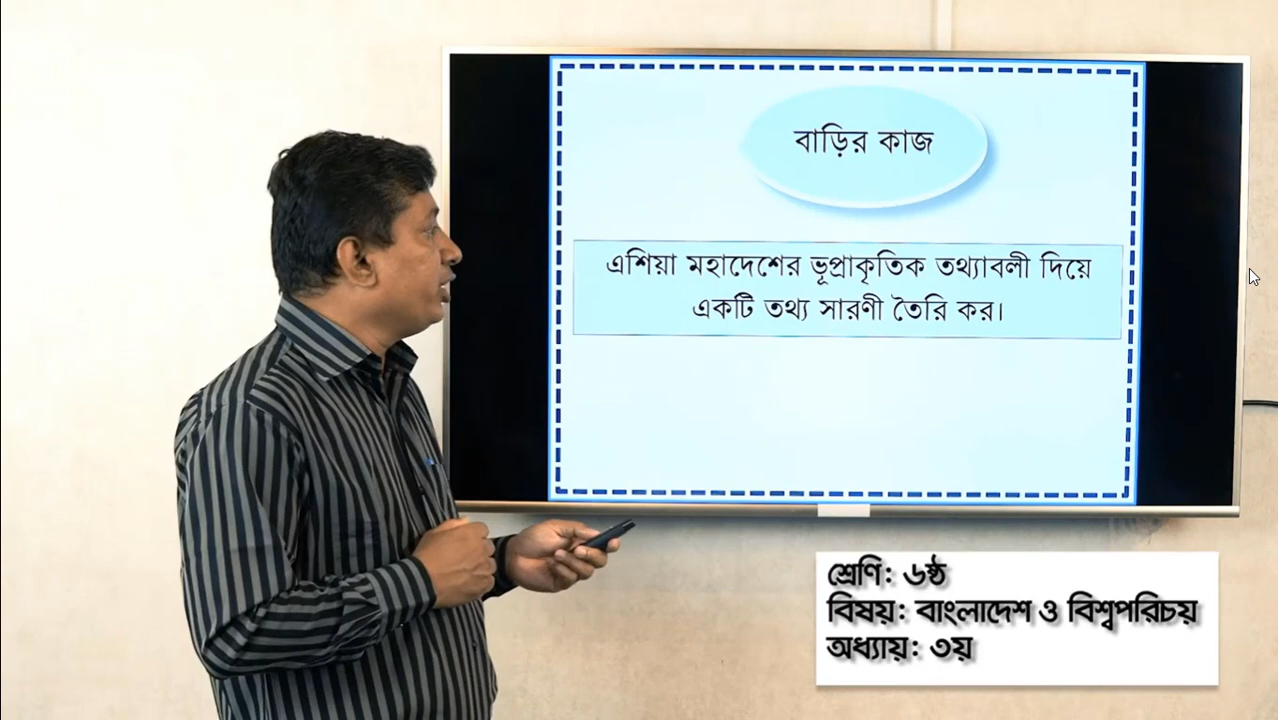 বাড়ির কাজ
এশিয়া মহাদেশের ভূপ্রাকৃতিক তথ্যাবলী দিয়ে
একটি তথ্য সারণী তৈরি কর।
শ্রেণি: ৬ষ্ঠ
বিষয়: বাংলাদেশ ও বিশ্বপরিচয়
অধ্যায়: ৩য়